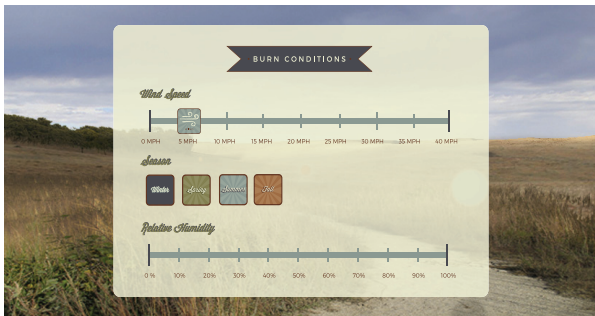 BURN CONDITIONS
Wind Speed
0 MPH 5 MPH 10 MPH 15 MPH 20 MPH 25 MPH 30 MPH 35 MPH 40 MPH
Season
Winter Spring Summer Fall
Relative Humidity
0 % 10% 20% 30% 40% 50% 60% 70% 80% 90% 100%